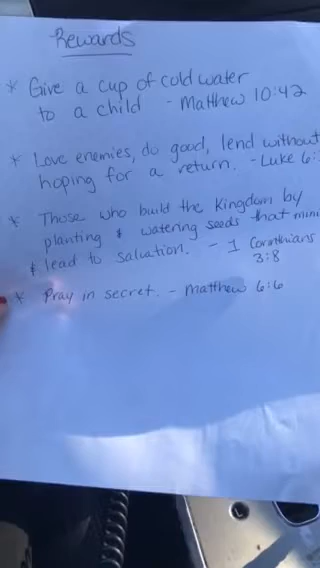 Rewards
* Give a cup of cold water
to a child - Matthew 10:42
* Love enemies, do good, lend without
hoping for a return. - Luke 6:
* Those who build the Kingdom by
planting & watering seeds that
& lead to salvation. - 1 Corinthians
3:8
* Pray in secret. - Matthew 6:6